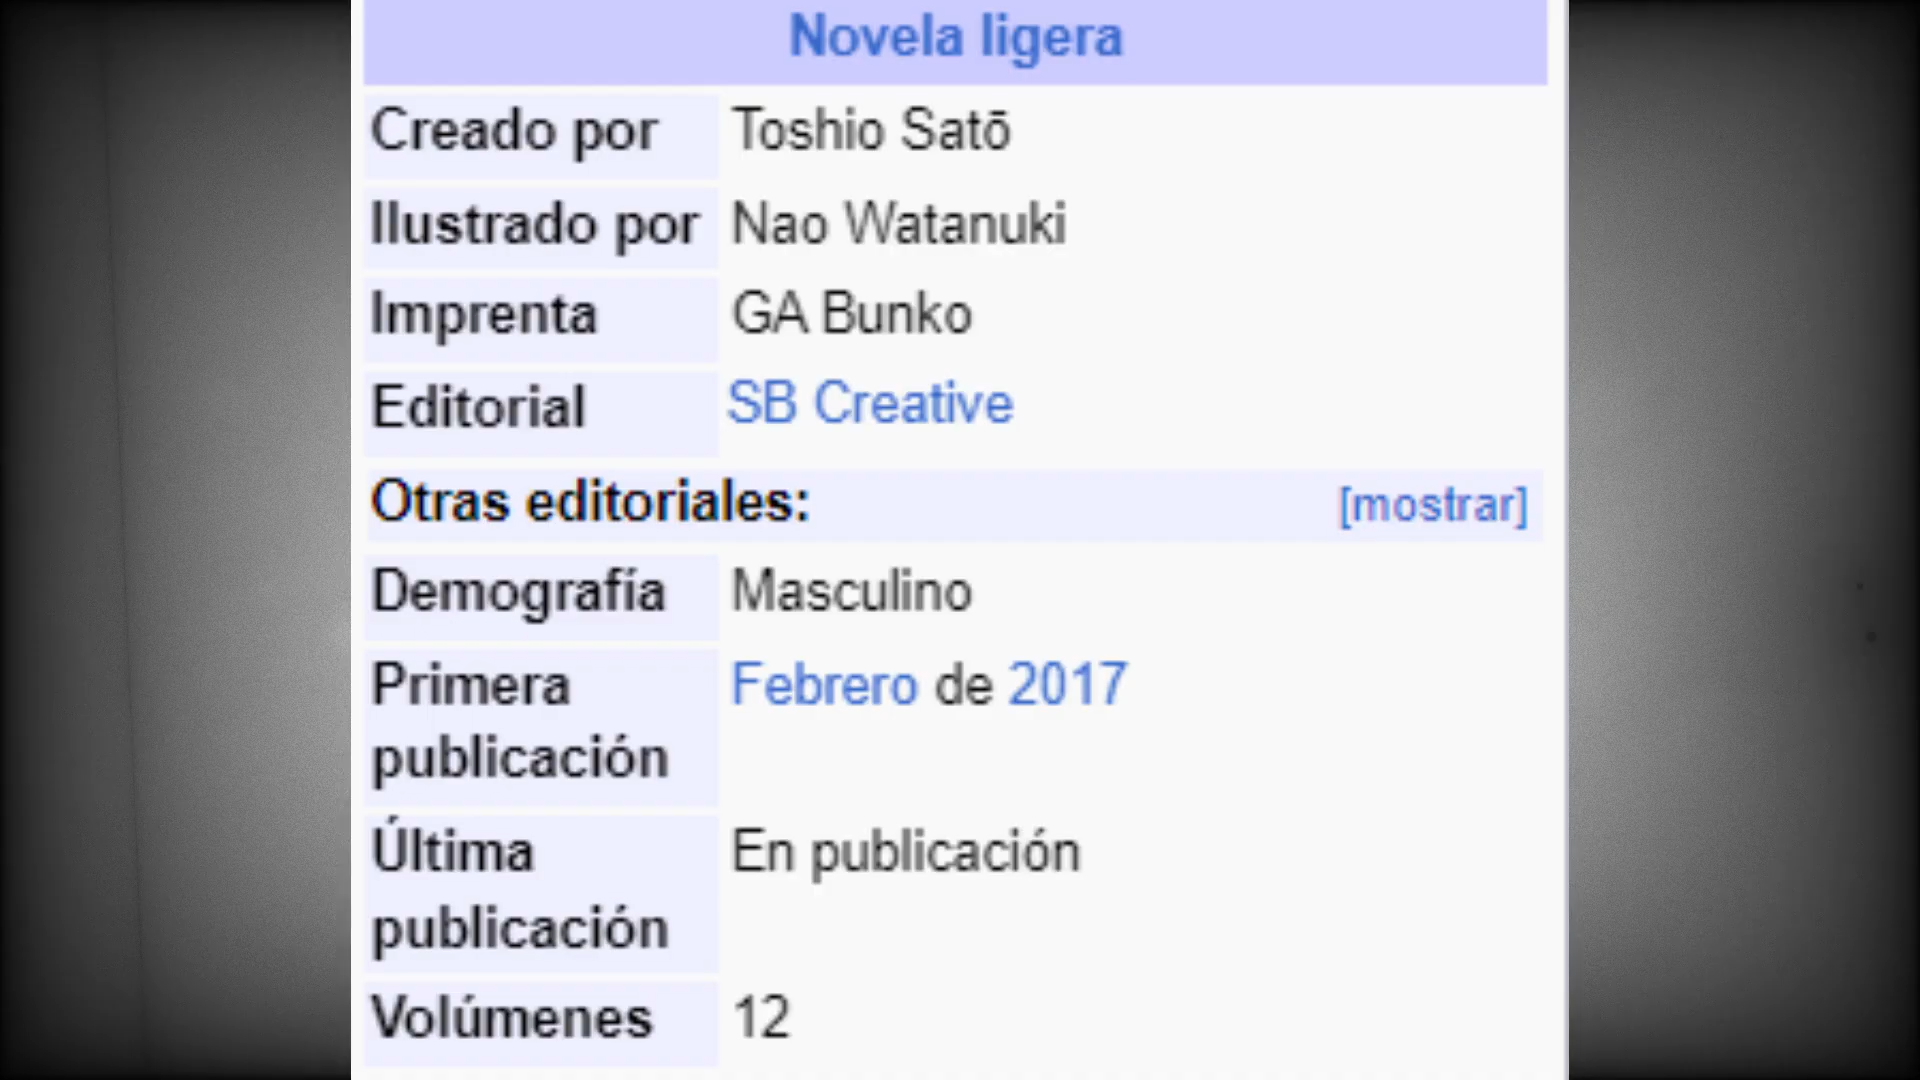 Novela ligera
Creado por Toshio Satō
Ilustrado por Nao Watanuki
Imprenta GA Bunko
Editorial SB Creative
Otras editoriales: [mostrar]
Demografía Masculino
Primera Febrero de 2017
publicación
Última En publicación
publicación
Volúmenes 12